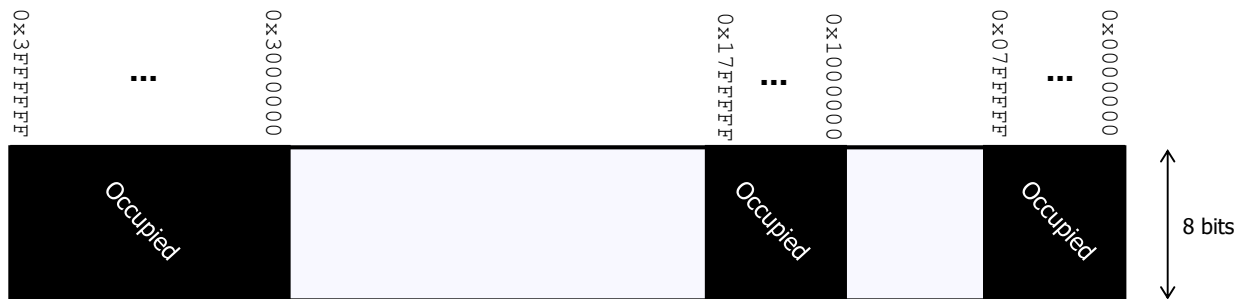 0x3FFFFFF
...
0x3000000
0x17FFFFF
...
0x1000000
0x07FFFFF
...
0x0000000
Occupied
Occupied
Occupied
8 bits